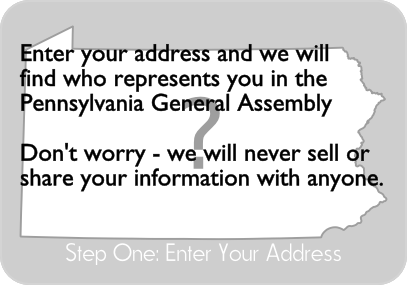 Enter your address and we will
find who represents you in the
Pennsylvania General Assembly
?
Don't worry - we will never sell or
share your information with anyone.
Step One: Enter Your Address